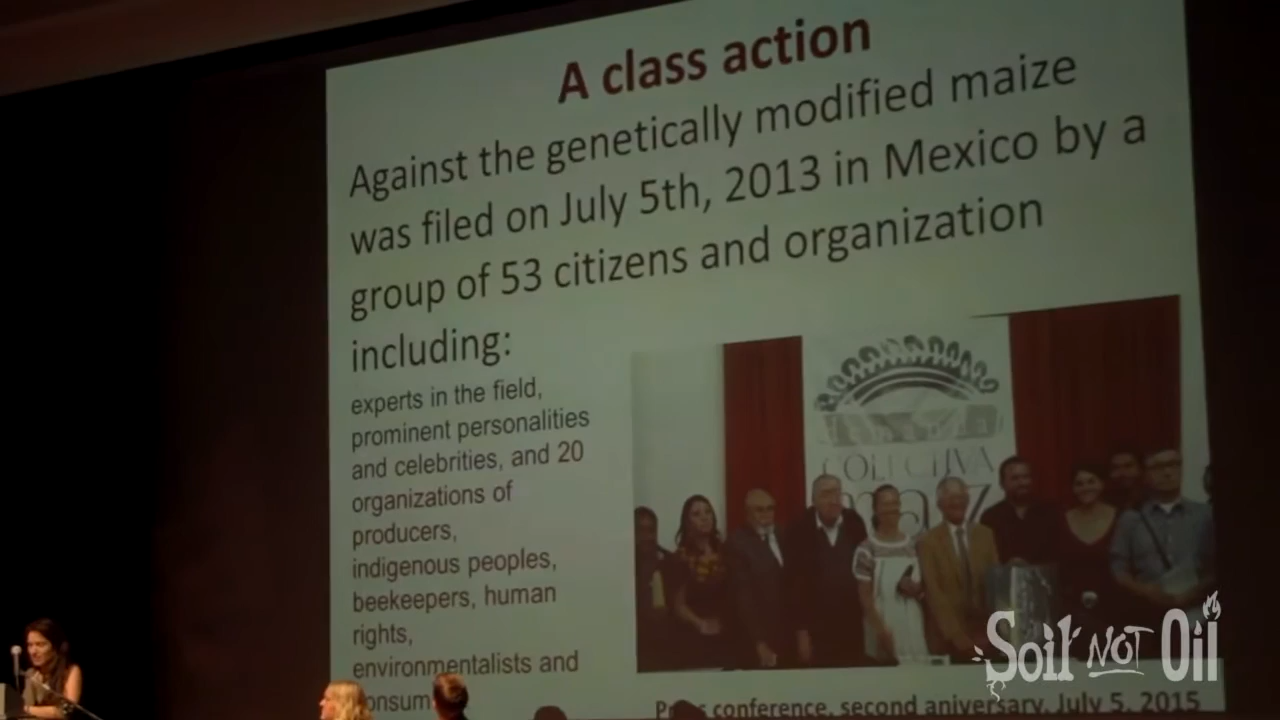 A class action
Against the genetically modified maize
was filed on July 5th, 2013 in Mexico by a
group of 53 citizens and organization
including:
experts in the field,
prominent personalities
and celebrities, and 20
organizations of
producers,
indigenous peoples,
beekeepers, human
rights,
environmentalists and
COLECTIVA
conference, second aniversary, July 5, 2015
Soil NOT Oil